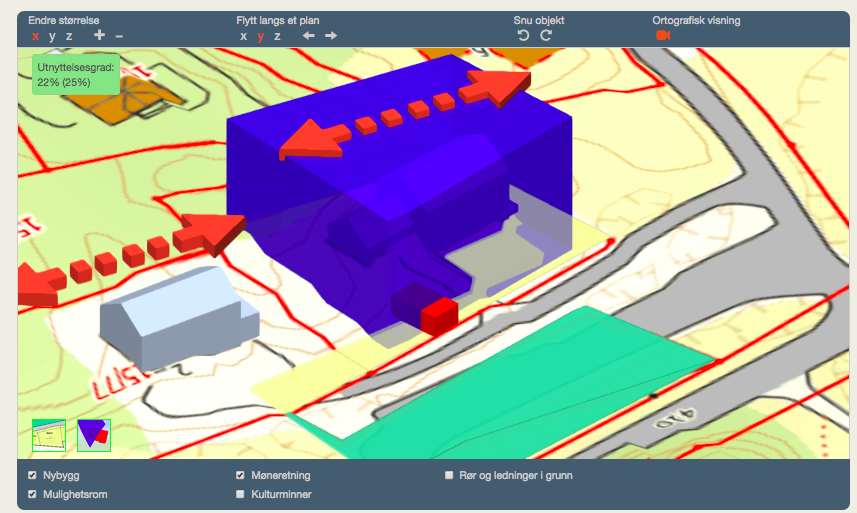 Endre størrelse
x y z + –
Flytt langs et plan
x y z ← →
Snu objekt
Ortografisk visning
Utnyttelsesgrad:
22% (25%)
410
Nybygg
Mulighetsrom
Møneretning
Kulturminner
Rør og ledninger i grunn